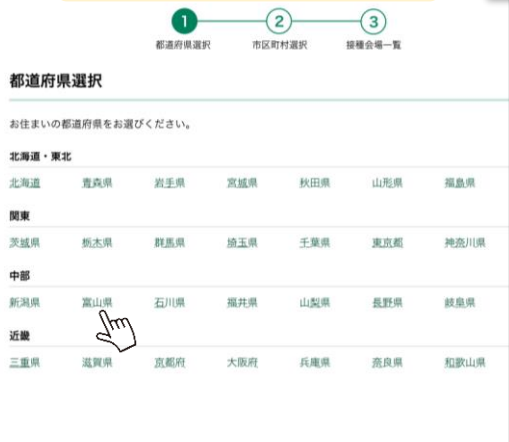 1 2 3
都道府県選択 市区町村選択 接種会場一覧
都道府県選択
お住まいの都道府県をお選びください。
北海道・東北
北海道 青森県 岩手県 宮城県 秋田県 山形県 福島県
関東
茨城県 栃木県 群馬県 埼玉県 千葉県 東京都 神奈川県
中部
新潟県 富山県 石川県 福井県 山梨県 長野県 岐阜県
近畿
三重県 滋賀県 京都府 大阪府 兵庫県 奈良県 和歌山県